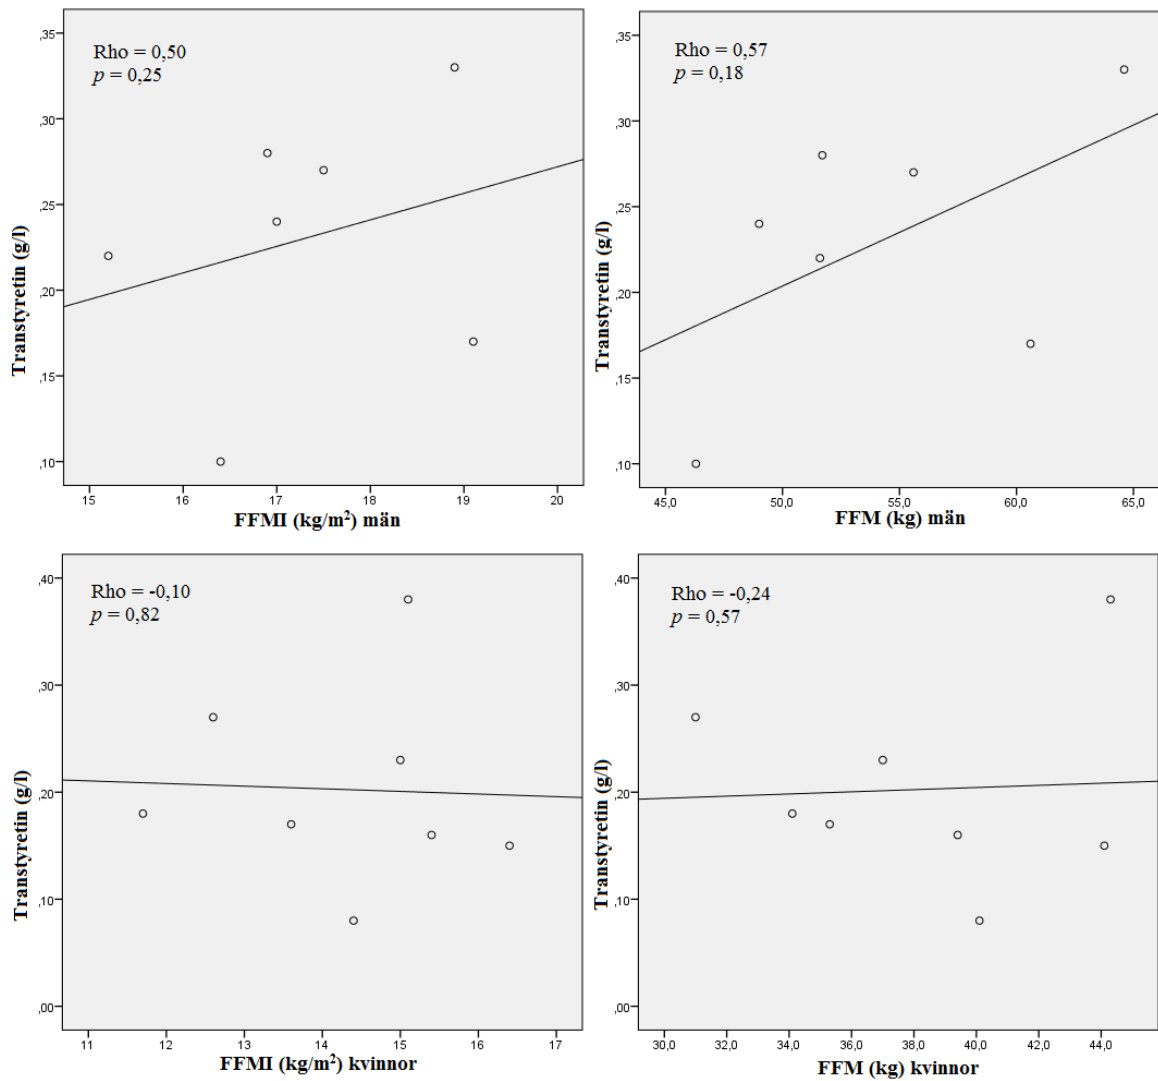 Rho = 0,50
p = 0,25
,35
,30
,25
,20
,15
,10
Transtyretin (g/l)
15 16 17 18 19 20
FFMI (kg/m²) män
Rho = 0,57
p = 0,18
,35
,30
,25
,20
,15
,10
Transtyretin (g/l)
45,0 50,0 55,0 60,0 65,0
FFM (kg) män
Rho = -0,10
p = 0,82
,40
,30
,20
,10
,00
Transtyretin (g/l)
11 12 13 14 15 16 17
FFMI (kg/m²) kvinnor
Rho = -0,24
p = 0,57
,40
,30
,20
,10
,00
Transtyretin (g/l)
30,0 32,0 34,0 36,0 38,0 40,0 42,0 44,0
FFM (kg) kvinnor